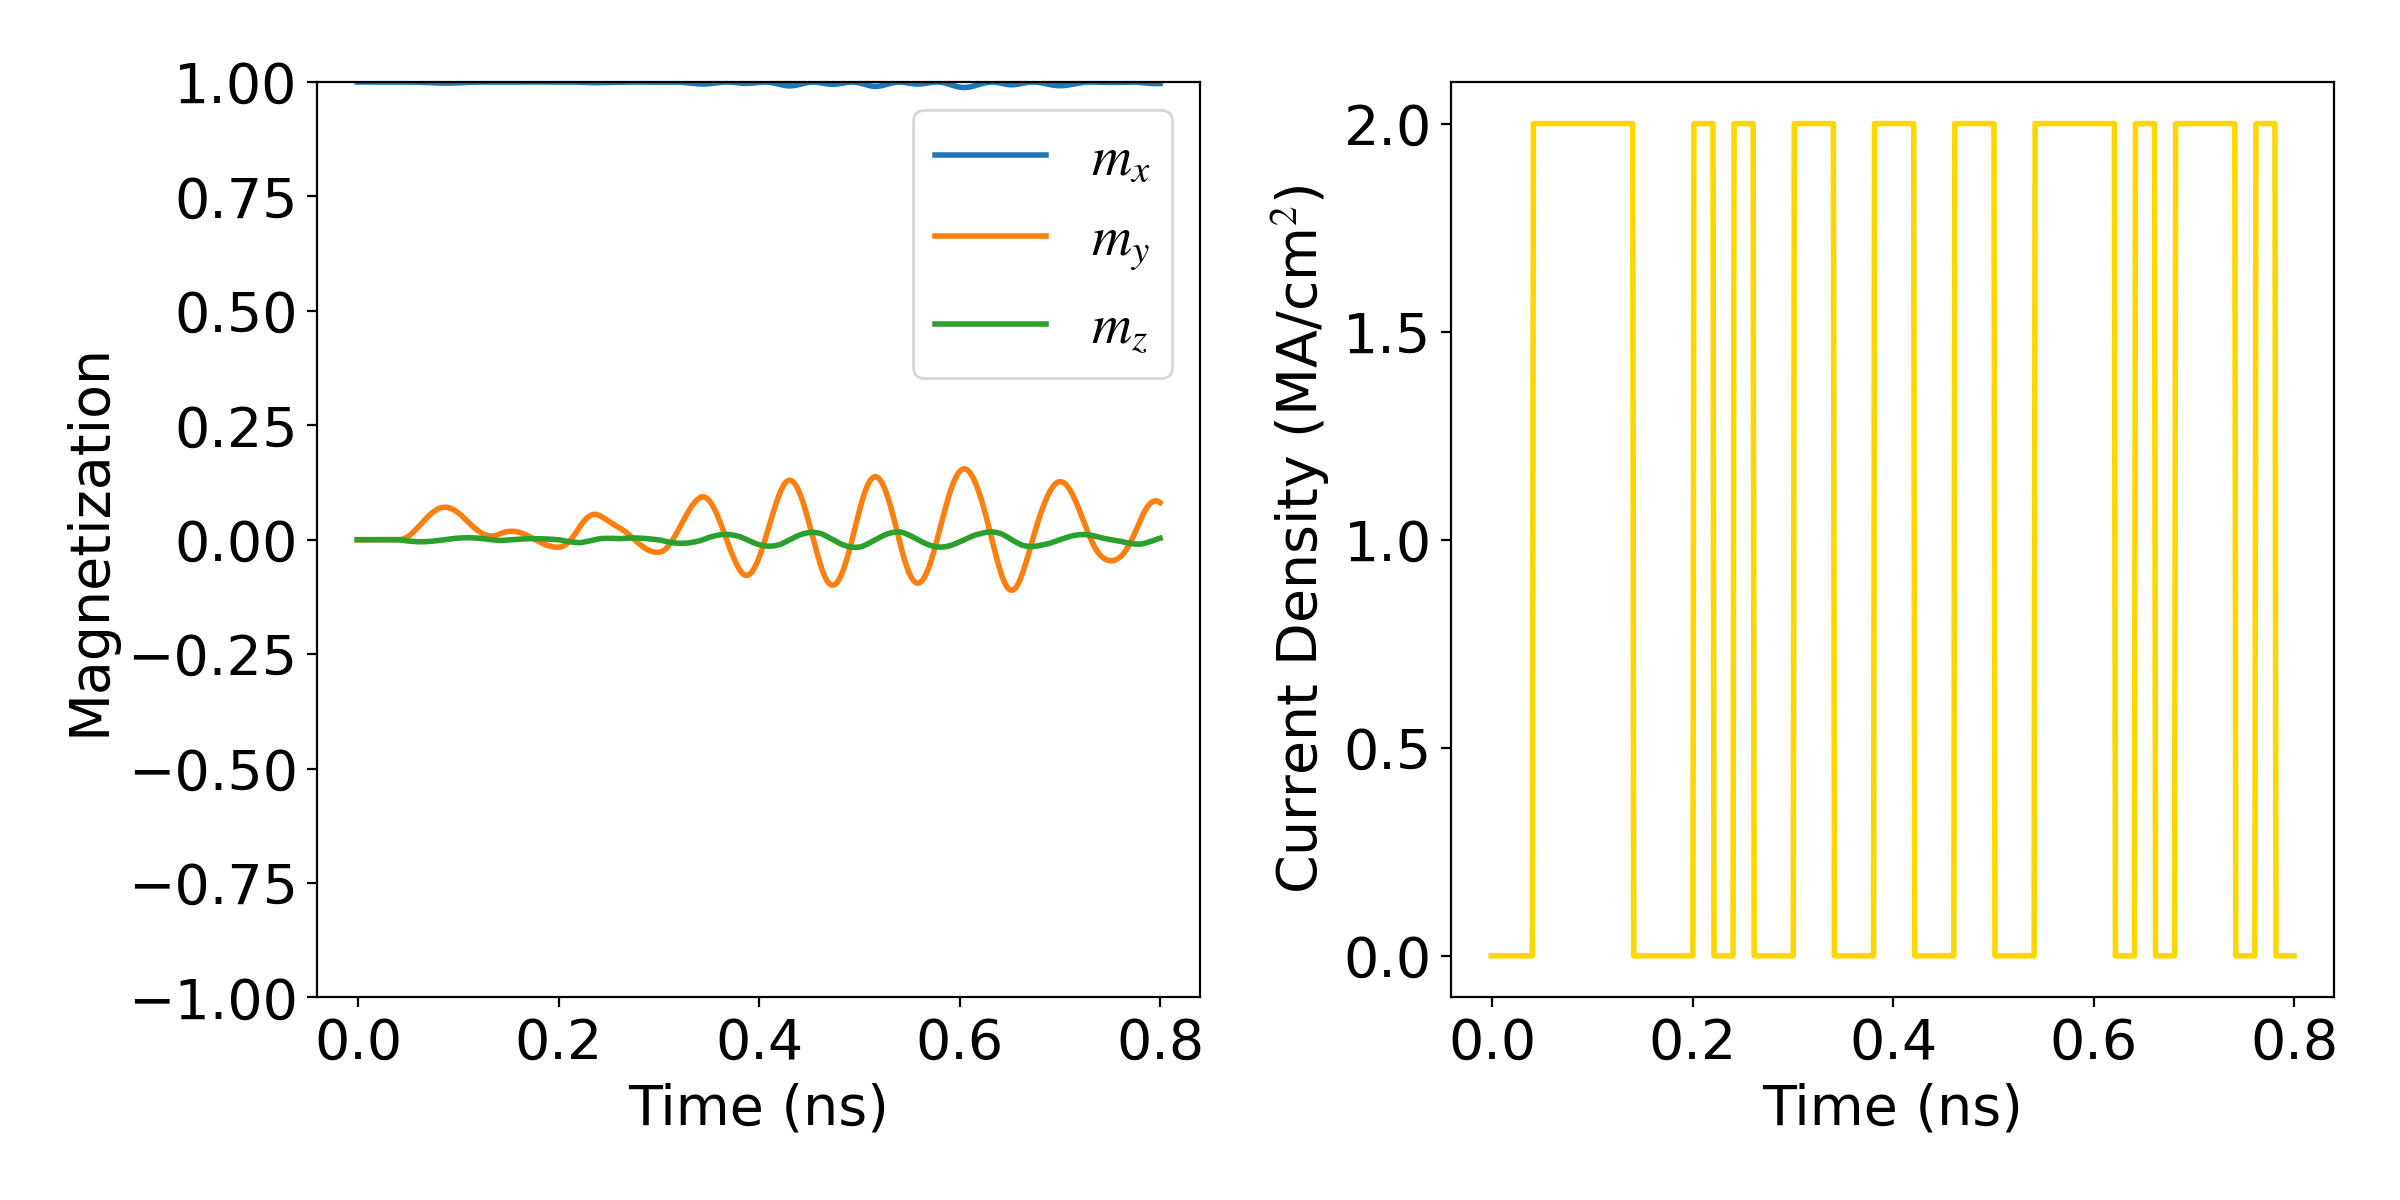 1.00
0.75
0.50
0.25
0.00
−0.25
−0.50
−0.75
−1.00
Magnetization
0.0 0.2 0.4 0.6 0.8
Time (ns)
m_x
m_y
m_z
2.0
1.5
1.0
0.5
0.0
Current Density (MA/cm²)
0.0 0.2 0.4 0.6 0.8
Time (ns)